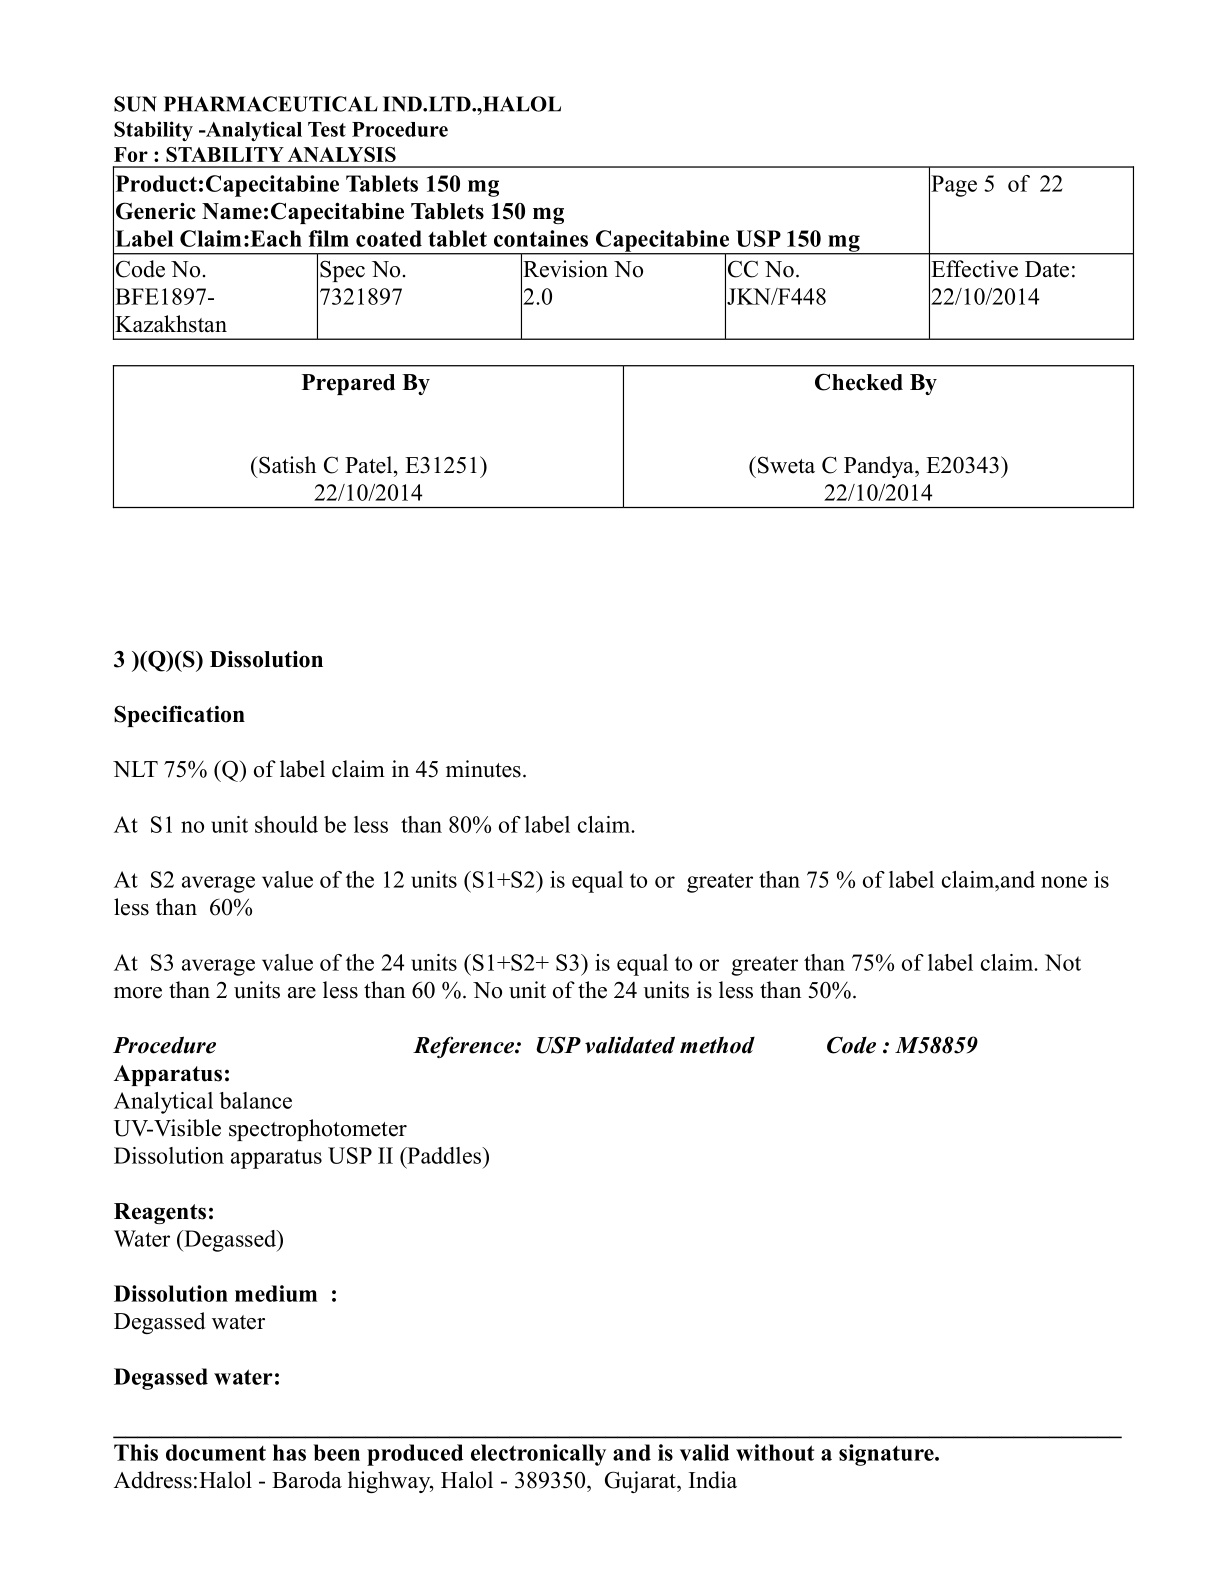 SUN PHARMACEUTICAL IND.LTD.,HALOL
Stability -Analytical Test Procedure
For : STABILITY ANALYSIS
Product:Capecitabine Tablets 150 mg
Generic Name:Capecitabine Tablets 150 mg
Label Claim:Each film coated tablet containes Capecitabine USP 150 mg
Page 5 of 22
Code No.
BFE1897-
Kazakhstan
Spec No.
7321897
Revision No
2.0
CC No.
JKN/F448
Effective Date:
22/10/2014
Prepared By
(Satish C Patel, E31251)
22/10/2014
Checked By
(Sweta C Pandya, E20343)
22/10/2014
3 )(Q)(S) Dissolution
Specification
NLT 75% (Q) of label claim in 45 minutes.
At S1 no unit should be less than 80% of label claim.
At S2 average value of the 12 units (S1+S2) is equal to or greater than 75 % of label claim,and none is
less than 60%
At S3 average value of the 24 units (S1+S2+ S3) is equal to or greater than 75% of label claim. Not
more than 2 units are less than 60 %. No unit of the 24 units is less than 50%.
Procedure Reference: USP validated method Code : M58859
Apparatus:
Analytical balance
UV-Visible spectrophotometer
Dissolution apparatus USP II (Paddles)
Reagents:
Water (Degassed)
Dissolution medium :
Degassed water
Degassed water:
This document has been produced electronically and is valid without a signature.
Address:Halol - Baroda highway, Halol - 389350, Gujarat, India